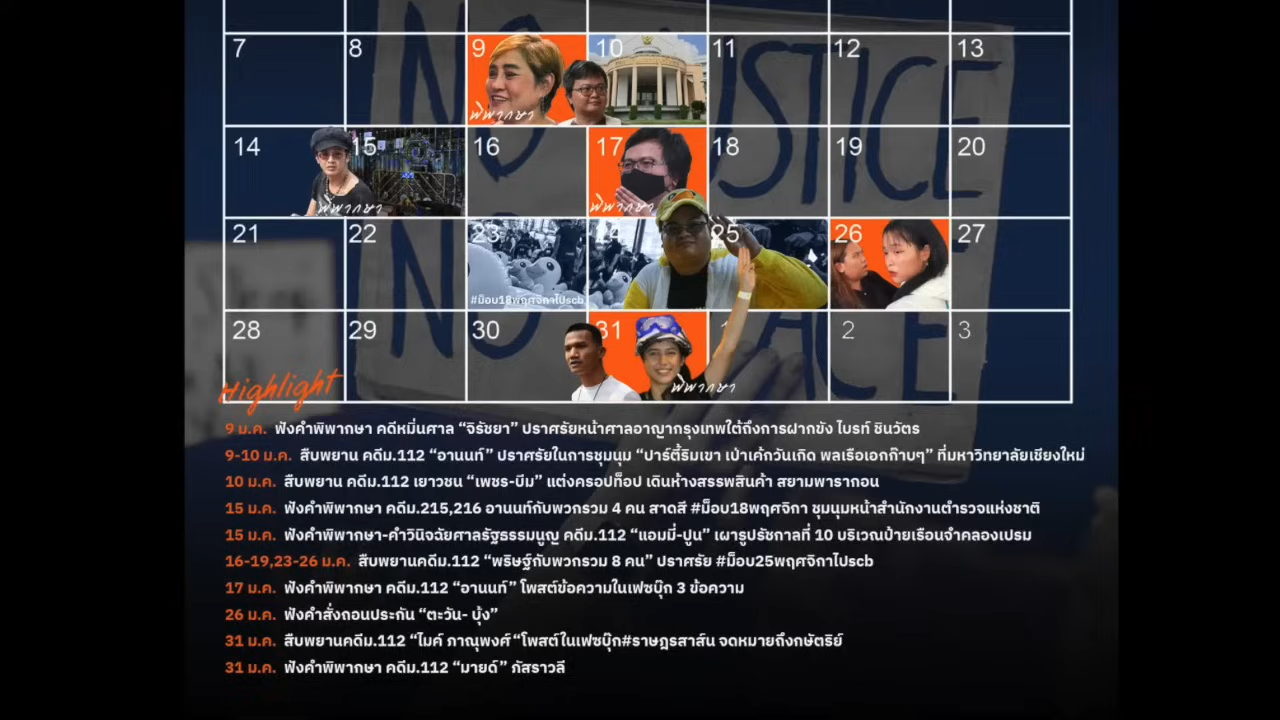 7 8 9 10 11 12 13
พิพากษา
14 15 16 17 18 19 20
พิพากษา พิพากษา
21 22 23 24 25 26 27
#ม็อบ18พฤศจิกาไปscb
28 29 30 31 1 2 3
พิพากษา
Highlight
9 ม.ค. ฟังคำพิพากษา คดีหมิ่นศาล “จิรัชยา” ปราศรัยหน้าศาลอาญากรุงเทพใต้ถึงการฝากขัง ไบรท์ ชินวัตร
9-10 ม.ค. สืบพยาน คดีม.112 “อานนท์” ปราศรัยในการชุมนุม “ปาร์ตี้ริมเขา เป่าเค้กวันเกิด พลเรือเอกก๊าบๆ” ที่มหาวิทยาลัยเชียงใหม่
10 ม.ค. สืบพยาน คดีม.112 เยาวชน “เพชร-บีม” แต่งครอปท็อป เดินห้างสรรพสินค้า สยามพารากอน
15 ม.ค. ฟังคำพิพากษา คดีม.215,216 อานนท์กับพวกรวม 4 คน สาดสี #ม็อบ18พฤศจิกา ชุมนุมหน้าสำนักงานตำรวจแห่งชาติ
15 ม.ค. ฟังคำพิพากษา-คำวินิจฉัยศาลรัฐธรรมนูญ คดีม.112 “แอมมี่-ปูน” เผารูปรัชกาลที่ 10 บริเวณป้ายเรือนจำคลองเปรม
16-19,23-26 ม.ค. สืบพยานคดีม.112 “พริษฐ์กับพวกรวม 8 คน” ปราศรัย #ม็อบ25พฤศจิกาไปscb
17 ม.ค. ฟังคำพิพากษา คดีม.112 “อานนท์” โพสต์ข้อความในเฟซบุ๊ก 3 ข้อความ
26 ม.ค. ฟังคำสั่งถอนประกัน “ตะวัน- บุ้ง”
31 ม.ค. สืบพยานคดีม.112 “ไมค์ ภาณุพงศ์ “โพสต์ในเฟซบุ๊ก#ราษฎรสาส์น จดหมายถึงกษัตริย์
31 ม.ค. ฟังคำพิพากษา คดีม.112 “มายด์” ภัสราวลี